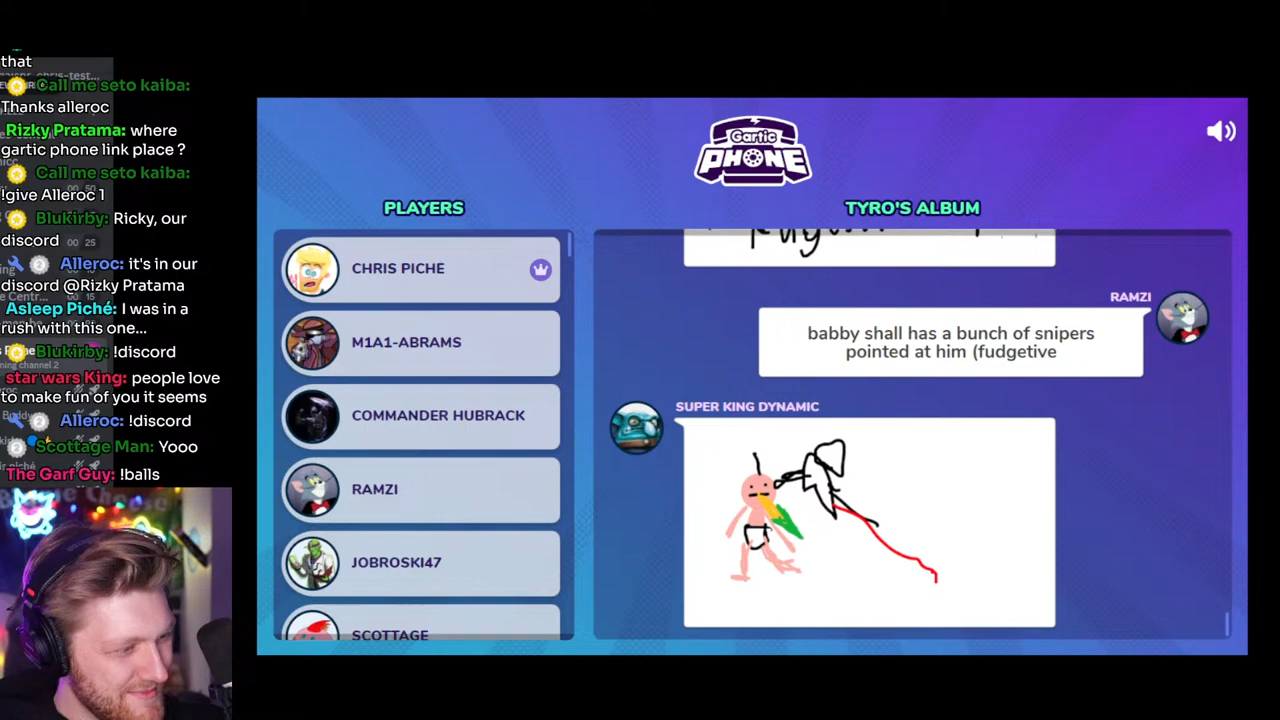 that
Call me seto kaiba:
Thanks alleroc
Rizky Pratama: where
gartic phone link place ?
Call me seto kaiba:
!give Alleroc 1
Blukirby: Ricky, our
discord
00 25
Alleroc: it's in our
discord @Rizky Pratama
Asleep Piché: I was in a
rush with this one...
Blukirby: !discord
star wars King: people love
to make fun of you it seems
Alleroc: !discord
Scottage Man: Yooo
The Garf Guy: !balls
Gartic
PHONE
PLAYERS
CHRIS PICHE
M1A1-ABRAMS
COMMANDER HUBRACK
RAMZI
JOBROSKI47
SCOTTAGE
TYRO'S ALBUM
RAMZI
babby shall has a bunch of snipers
pointed at him (fudgetive
SUPER KING DYNAMIC